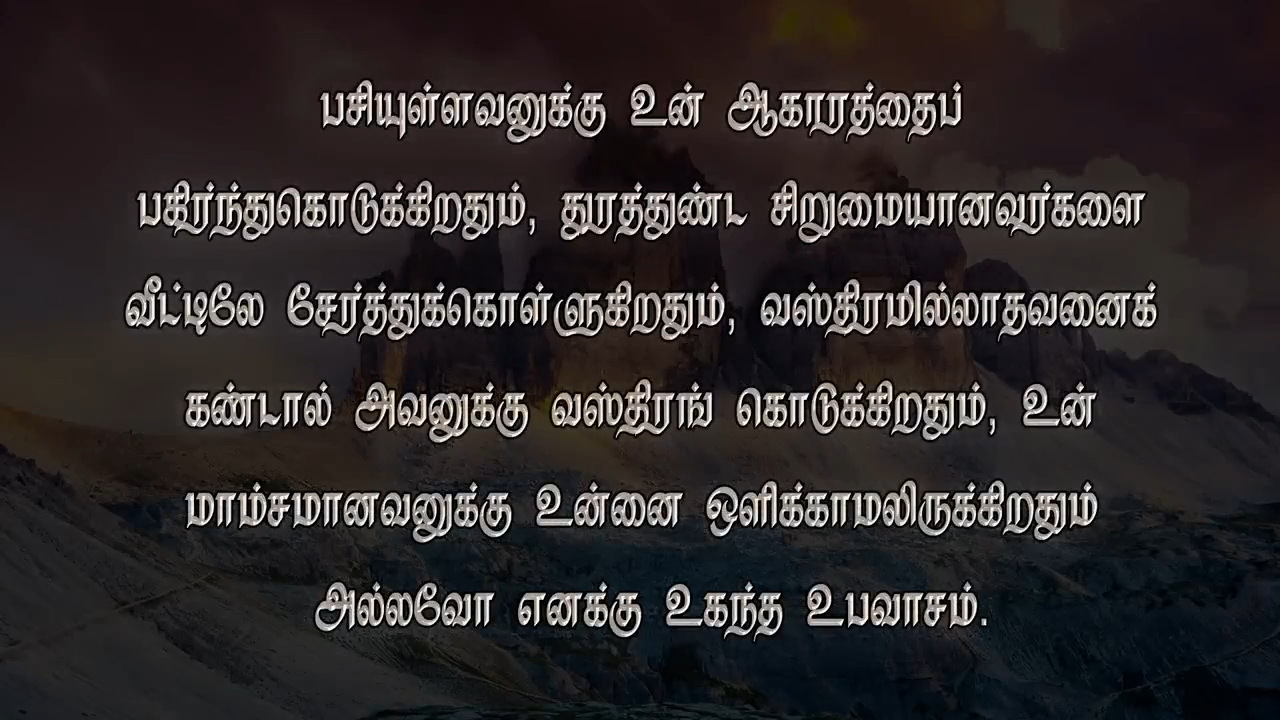 பசியுள்ளவனுக்கு உன் ஆகாரத்தைப்
பகிர்ந்துகொடுக்கிறதும், துரத்துண்ட சிறுமையானவர்களை
வீட்டிலே சேர்த்துக்கொள்ளுகிறதும், வஸ்திரமில்லாதவனைக்
கண்டால் அவனுக்கு வஸ்திரங் கொடுக்கிறதும், உன்
மாம்சமானவனுக்கு உன்னை ஒளிக்காமலிருக்கிறதும்
அல்லவோ எனக்கு உகந்த உபவாசம்.